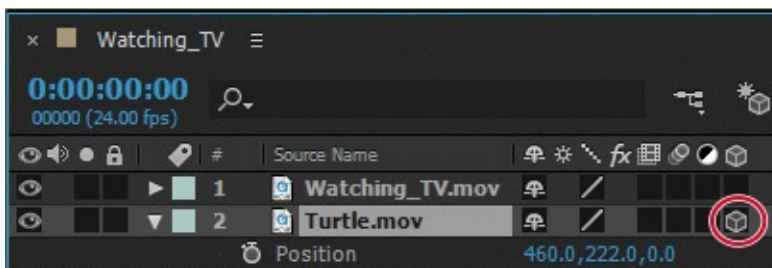 Watching_TV
0:00:00:00
00000 (24.00 fps)
# Source Name fx
1 Watching_TV.mov
2 Turtle.mov
Position 460.0,222.0,0.0